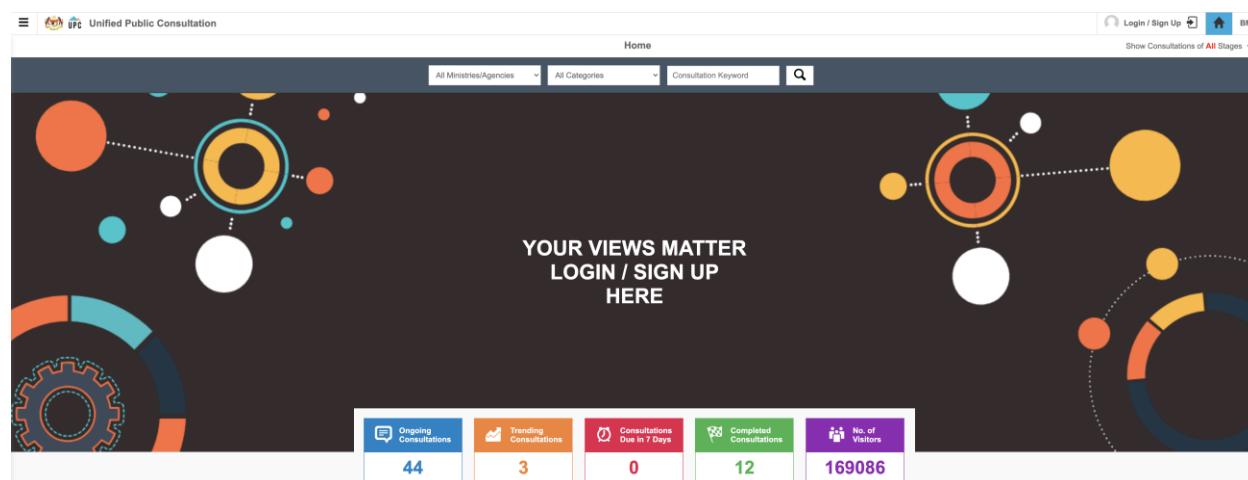 UPC Unified Public Consultation
Login / Sign Up
Home
Show Consultations of All Stages
All Ministries/Agencies
All Categories
Consultation Keyword
YOUR VIEWS MATTER
LOGIN / SIGN UP
HERE
Ongoing
Consultations
44
Trending
Consultations
3
Consultations
Due in 7 Days
0
Completed
Consultations
12
No. of
Visitors
169086